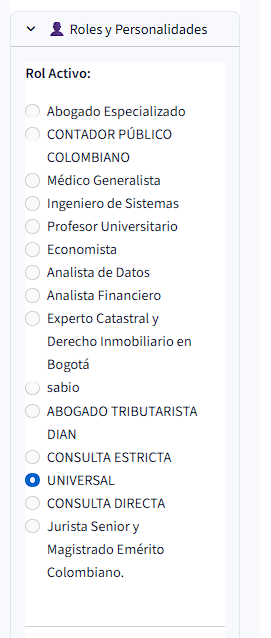 Roles y Personalidades
Rol Activo:
Abogado Especializado
CONTADOR PÚBLICO
COLOMBIANO
Médico Generalista
Ingeniero de Sistemas
Profesor Universitario
Economista
Analista de Datos
Analista Financiero
Experto Catastral y
Derecho Inmobiliario en
Bogotá
sabio
ABOGADO TRIBUTARISTA
DIAN
CONSULTA ESTRICTA
UNIVERSAL
CONSULTA DIRECTA
Jurista Senior y
Magistrado Emérito
Colombiano.